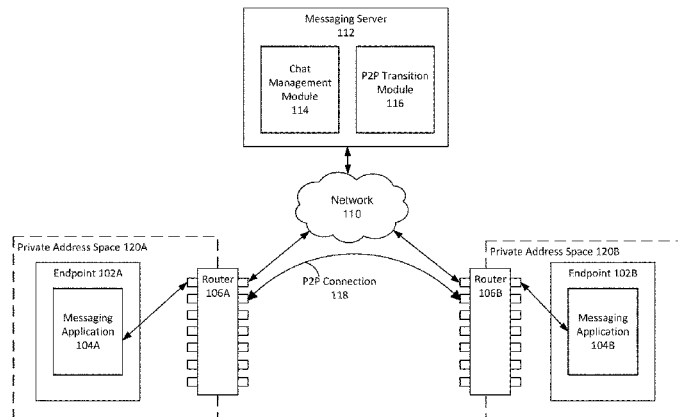 Messaging Server
112
Chat
Management
Module
114
P2P Transition
Module
116
Network
110
Private Address Space 120A
Endpoint 102A
Messaging
Application
104A
Router
106A
P2P Connection
118
Private Address Space 120B
Router
106B
Endpoint 102B
Messaging
Application
104B